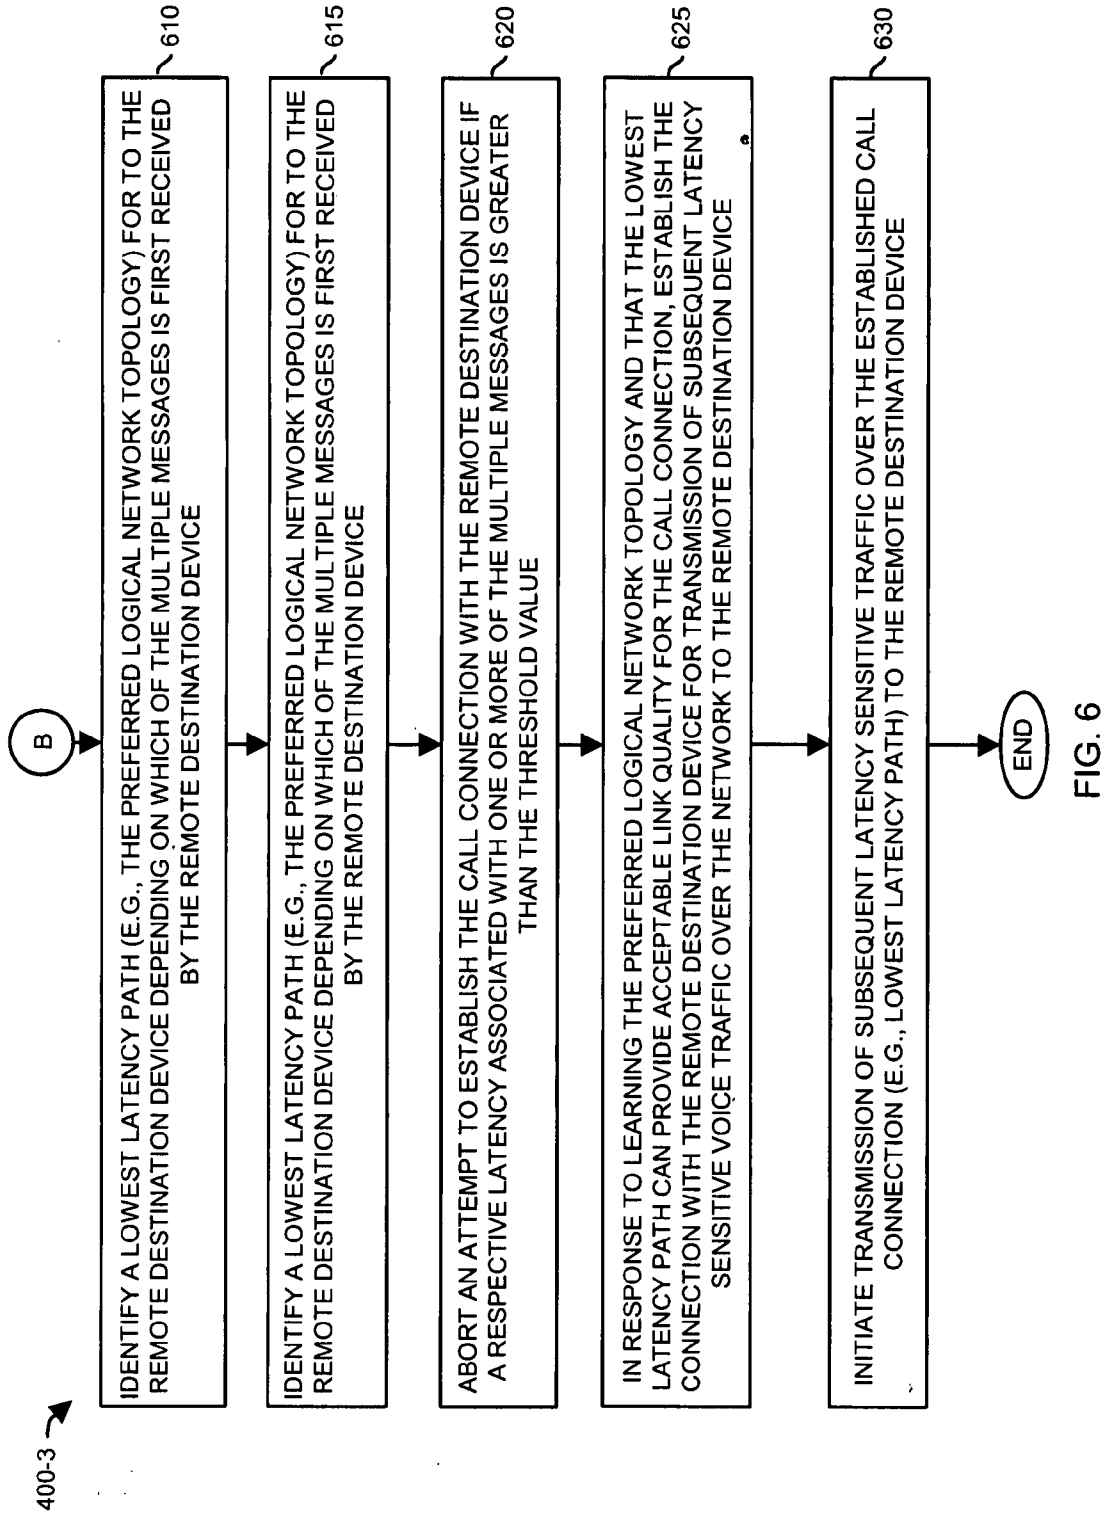 400-3
B
IDENTIFY A LOWEST LATENCY PATH (E.G., THE PREFERRED LOGICAL NETWORK TOPOLOGY) FOR TO THE
REMOTE DESTINATION DEVICE DEPENDING ON WHICH OF THE MULTIPLE MESSAGES IS FIRST RECEIVED
BY THE REMOTE DESTINATION DEVICE
610
IDENTIFY A LOWEST LATENCY PATH (E.G., THE PREFERRED LOGICAL NETWORK TOPOLOGY) FOR TO THE
REMOTE DESTINATION DEVICE DEPENDING ON WHICH OF THE MULTIPLE MESSAGES IS FIRST RECEIVED
BY THE REMOTE DESTINATION DEVICE
615
ABORT AN ATTEMPT TO ESTABLISH THE CALL CONNECTION WITH THE REMOTE DESTINATION DEVICE IF
A RESPECTIVE LATENCY ASSOCIATED WITH ONE OR MORE OF THE MULTIPLE MESSAGES IS GREATER
THAN THE THRESHOLD VALUE
620
IN RESPONSE TO LEARNING THE PREFERRED LOGICAL NETWORK TOPOLOGY AND THAT THE LOWEST
LATENCY PATH CAN PROVIDE ACCEPTABLE LINK QUALITY FOR THE CALL CONNECTION, ESTABLISH THE
CONNECTION WITH THE REMOTE DESTINATION DEVICE FOR TRANSMISSION OF SUBSEQUENT LATENCY
SENSITIVE VOICE TRAFFIC OVER THE NETWORK TO THE REMOTE DESTINATION DEVICE
625
INITIATE TRANSMISSION OF SUBSEQUENT LATENCY SENSITIVE TRAFFIC OVER THE ESTABLISHED CALL
CONNECTION (E.G., LOWEST LATENCY PATH) TO THE REMOTE DESTINATION DEVICE
630
END
FIG. 6